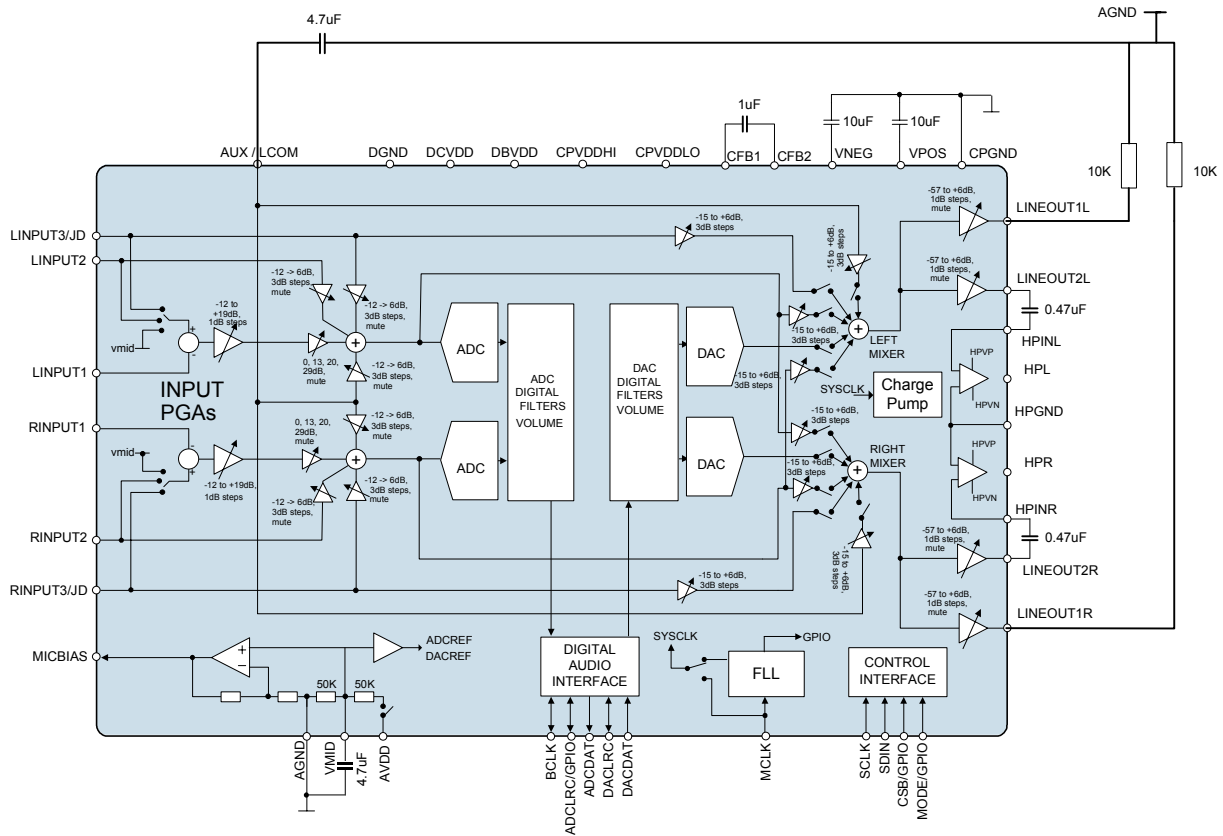 AGND
4.7uF
1uF
10uF
10uF
10K
10K
AUX / LCOM
DGND
DCVDD
DBVDD
CPVDDHI
CPVDDLO
CFB1
CFB2
VNEG
VPOS
CPGND
LINPUT3/JD
LINPUT2
LINPUT1
RINPUT1
RINPUT2
RINPUT3/JD
MICBIAS
vmid
vmid
INPUT
PGAs
+
-
-
+
-12 to
+19dB,
1dB steps
-12 to +19dB,
1dB steps
-12 -> 6dB,
3dB steps,
mute
-12 -> 6dB,
3dB steps,
mute
0, 13, 20,
29dB,
mute
-12 -> 6dB,
3dB steps,
mute
0, 13, 20,
29dB,
mute
-12 -> 6dB,
3dB steps,
mute
-12 -> 6dB,
3dB steps,
mute
-12 -> 6dB,
3dB steps,
mute
+
+
ADC
ADC
ADC
DIGITAL
FILTERS
VOLUME
DAC
DIGITAL
FILTERS
VOLUME
DAC
DAC
-15 to +6dB,
3dB steps
-15 to +6dB,
3dB steps
-15 to +6dB,
3dB steps
-15 to +6dB,
3dB steps
+
LEFT
MIXER
SYSCLK
Charge
Pump
-15 to +6dB,
3dB steps
-15 to +6dB,
3dB steps
RIGHT
MIXER
+
-15 to +6dB,
3dB steps
-15 to +6dB,
3dB steps
-57 to +6dB,
1dB steps,
mute
-57 to +6dB,
1dB steps,
mute
-57 to +6dB,
1dB steps,
mute
-57 to +6dB,
1dB steps,
mute
HPVP
HPVN
HPVP
HPVN
LINEOUT1L
LINEOUT2L
0.47uF
HPINL
HPL
HPGND
HPR
HPINR
0.47uF
LINEOUT2R
LINEOUT1R
+
-
ADCREF
DACREF
50K
50K
DIGITAL
AUDIO
INTERFACE
SYSCLK
GPIO
FLL
CONTROL
INTERFACE
AGND
VMID
4.7uF
AVDD
BCLK
ADCLRC/GPIO
ADCDAT
DACLRC
DACDAT
MCLK
SCLK
SDIN
CSB/GPIO
MODE/GPIO